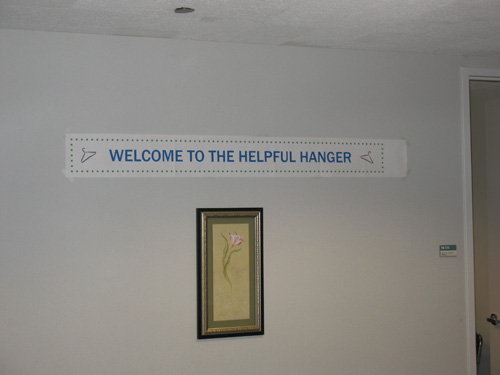 WELCOME TO THE HELPFUL HANGER